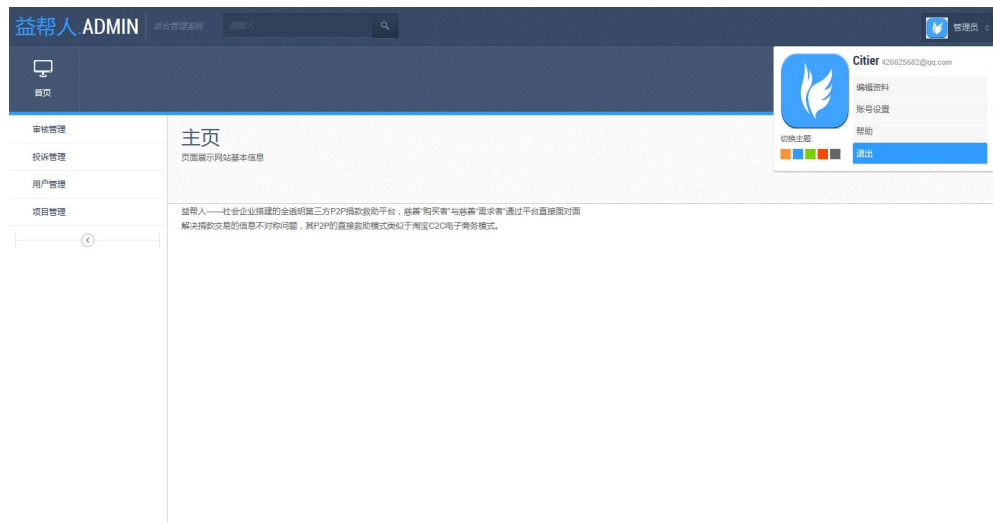 益帮人.ADMIN 后台管理系统 请输入 管理员
首页
Citier 420625682@qq.com
编辑资料
账号设置
帮助
退出
切换主题
审核管理
投诉管理
用户管理
项目管理
主页
页面展示网站基本信息
益帮人——社会企业搭建的全透明第三方P2P捐款救助平台，慈善“购买者”与慈善“需求者”通过平台直接面对面
解决捐款交易的信息不对称问题，其P2P的直接救助模式类似于淘宝C2C电子商务模式。